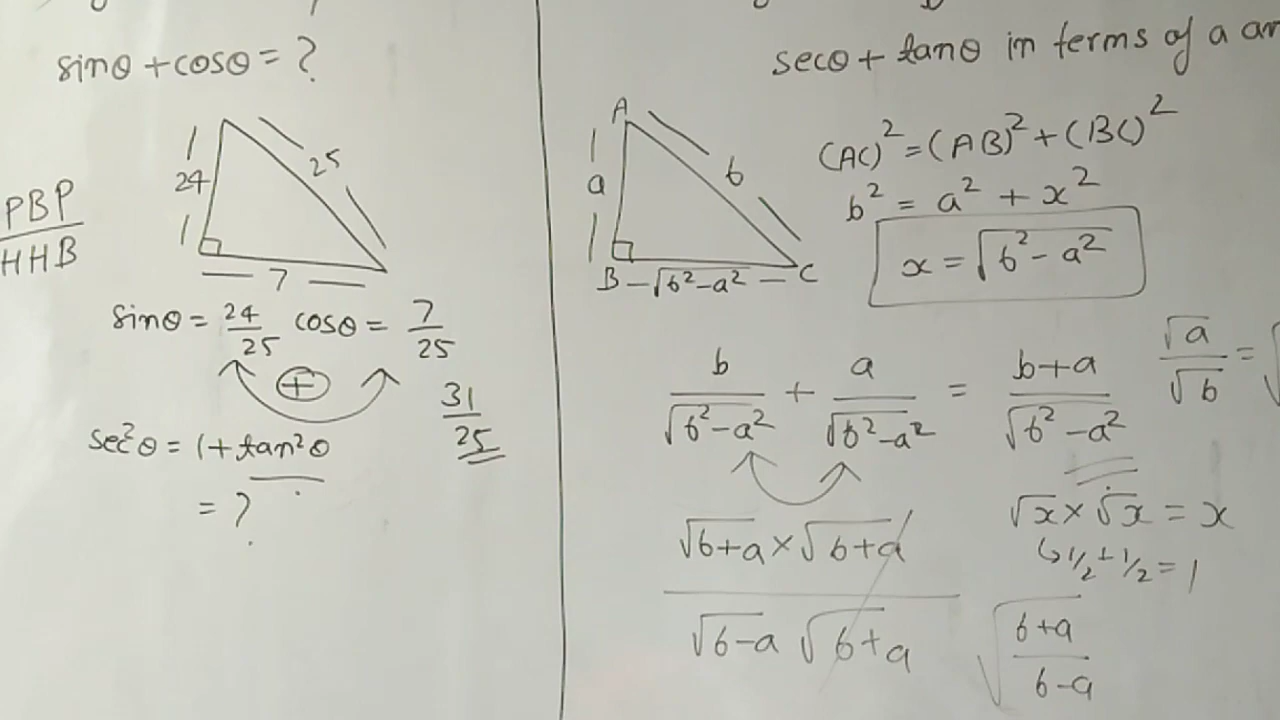 sinθ + cosθ = ?
24
25
7
PBP
HHB
sinθ = 24/25 cosθ = 7/25
+
31/25
sec²θ = 1 + tan²θ
= ?
secθ + tanθ in terms of a an
A
a
b
B - √b²-a² - C
(AC)² = (AB)² + (BC)²
b² = a² + x²
x = √b² - a²
b/√b²-a² + a/√b²-a² = b+a/√b²-a²
√a/√b = √
√x × √x = x
↳ 1/2 + 1/2 = 1
√b+a × √b+a
√b-a √b+a
√b+a/b-a